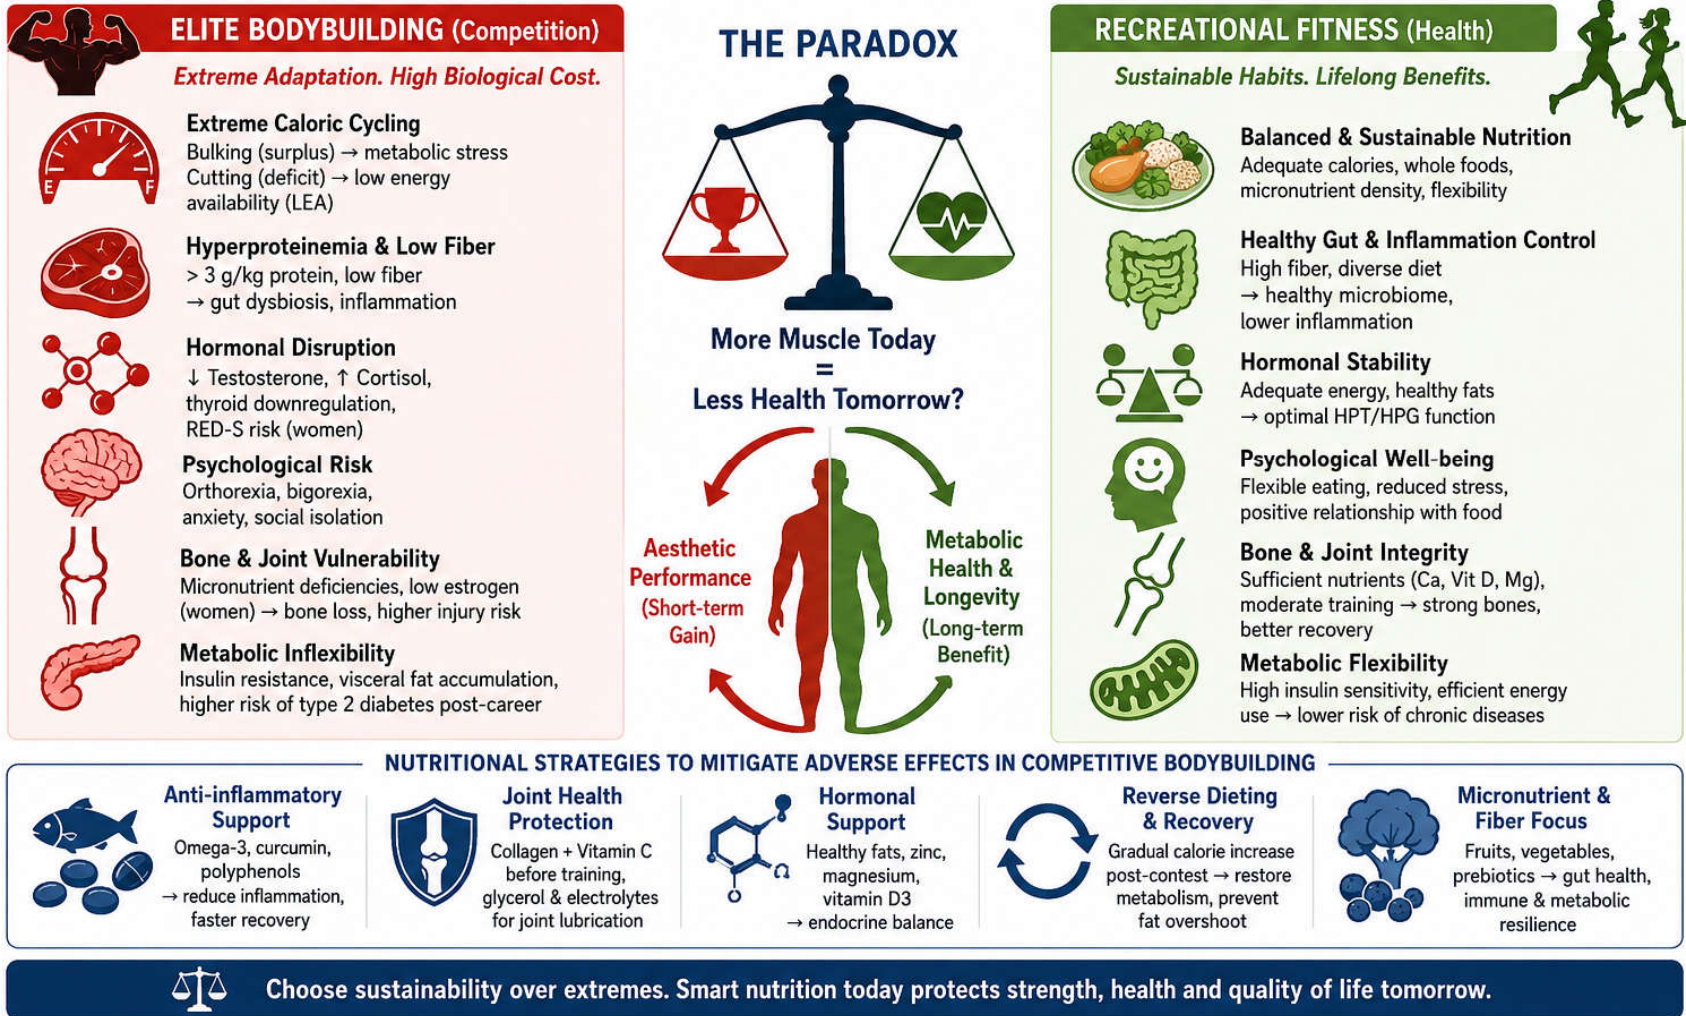 ELITE BODYBUILDING (Competition)
Extreme Adaptation. High Biological Cost.
Extreme Caloric Cycling
Bulking (surplus) → metabolic stress
Cutting (deficit) → low energy
availability (LEA)
E F
Hyperproteinemia & Low Fiber
> 3 g/kg protein, low fiber
→ gut dysbiosis, inflammation
Hormonal Disruption
↓ Testosterone, ↑ Cortisol,
thyroid downregulation,
RED-S risk (women)
Psychological Risk
Orthorexia, bigorexia,
anxiety, social isolation
Bone & Joint Vulnerability
Micronutrient deficiencies, low estrogen
(women) → bone loss, higher injury risk
Metabolic Inflexibility
Insulin resistance, visceral fat accumulation,
higher risk of type 2 diabetes post-career
THE PARADOX
More Muscle Today
=
Less Health Tomorrow?
Aesthetic
Performance
(Short-term
Gain)
Metabolic
Health &
Longevity
(Long-term
Benefit)
RECREATIONAL FITNESS (Health)
Sustainable Habits. Lifelong Benefits.
Balanced & Sustainable Nutrition
Adequate calories, whole foods,
micronutrient density, flexibility
Healthy Gut & Inflammation Control
High fiber, diverse diet
→ healthy microbiome,
lower inflammation
Hormonal Stability
Adequate energy, healthy fats
→ optimal HPT/HPG function
Psychological Well-being
Flexible eating, reduced stress,
positive relationship with food
Bone & Joint Integrity
Sufficient nutrients (Ca, Vit D, Mg),
moderate training → strong bones,
better recovery
Metabolic Flexibility
High insulin sensitivity, efficient energy
use → lower risk of chronic diseases
NUTRITIONAL STRATEGIES TO MITIGATE ADVERSE EFFECTS IN COMPETITIVE BODYBUILDING
Anti-inflammatory
Support
Omega-3, curcumin,
polyphenols
→ reduce inflammation,
faster recovery
Joint Health
Protection
Collagen + Vitamin C
before training,
glycerol & electrolytes
for joint lubrication
Hormonal
Support
Healthy fats, zinc,
magnesium,
vitamin D3
→ endocrine balance
Reverse Dieting
& Recovery
Gradual calorie increase
post-contest → restore
metabolism, prevent
fat overshoot
Micronutrient &
Fiber Focus
Fruits, vegetables,
prebiotics → gut health,
immune & metabolic
resilience
Choose sustainability over extremes. Smart nutrition today protects strength, health and quality of life tomorrow.